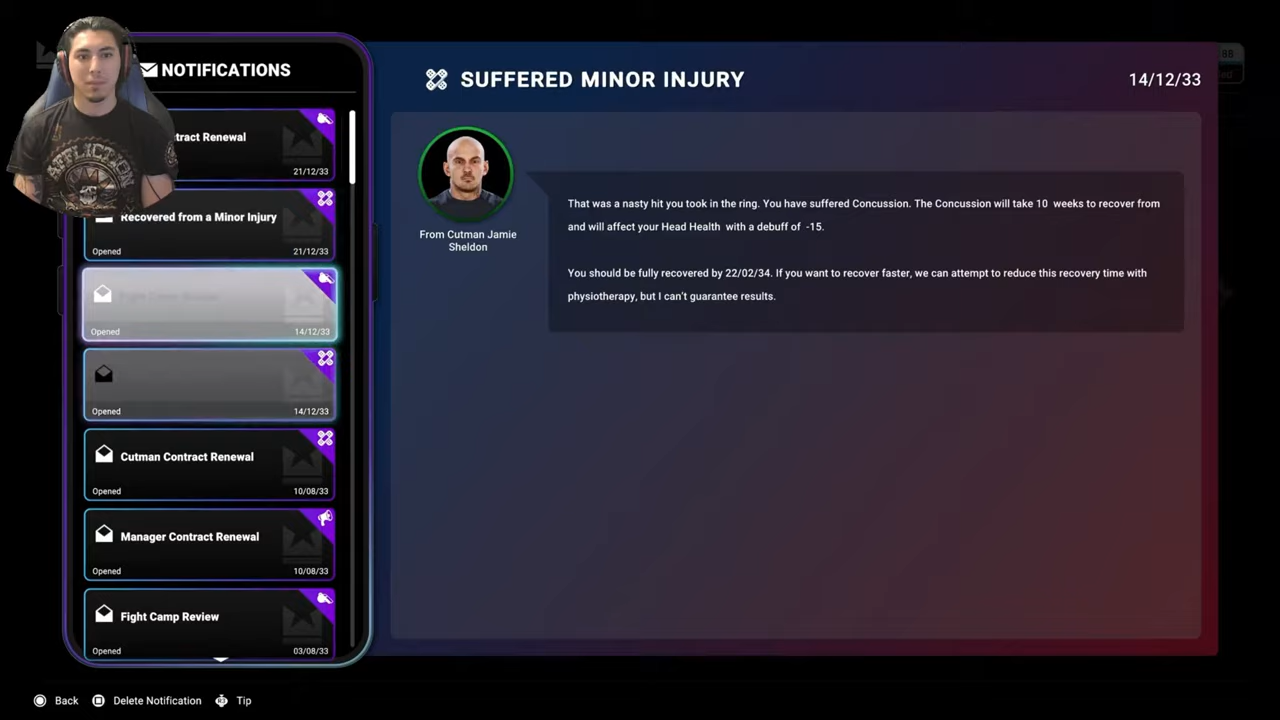 NOTIFICATIONS
tract Renewal
21/12/33
Recovered from a Minor Injury
Opened
21/12/33
Opened
14/12/33
Opened
14/12/33
Cutman Contract Renewal
Opened
10/08/33
Manager Contract Renewal
Opened
10/08/33
Fight Camp Review
Opened
03/08/33
SUFFERED MINOR INJURY
14/12/33
From Cutman Jamie
Sheldon
That was a nasty hit you took in the ring. You have suffered Concussion. The Concussion will take 10 weeks to recover from
and will affect your Head Health with a debuff of -15.
You should be fully recovered by 22/02/34. If you want to recover faster, we can attempt to reduce this recovery time with
physiotherapy, but I can't guarantee results.
88
AFFLICTION
Back
Delete Notification
R3
Tip